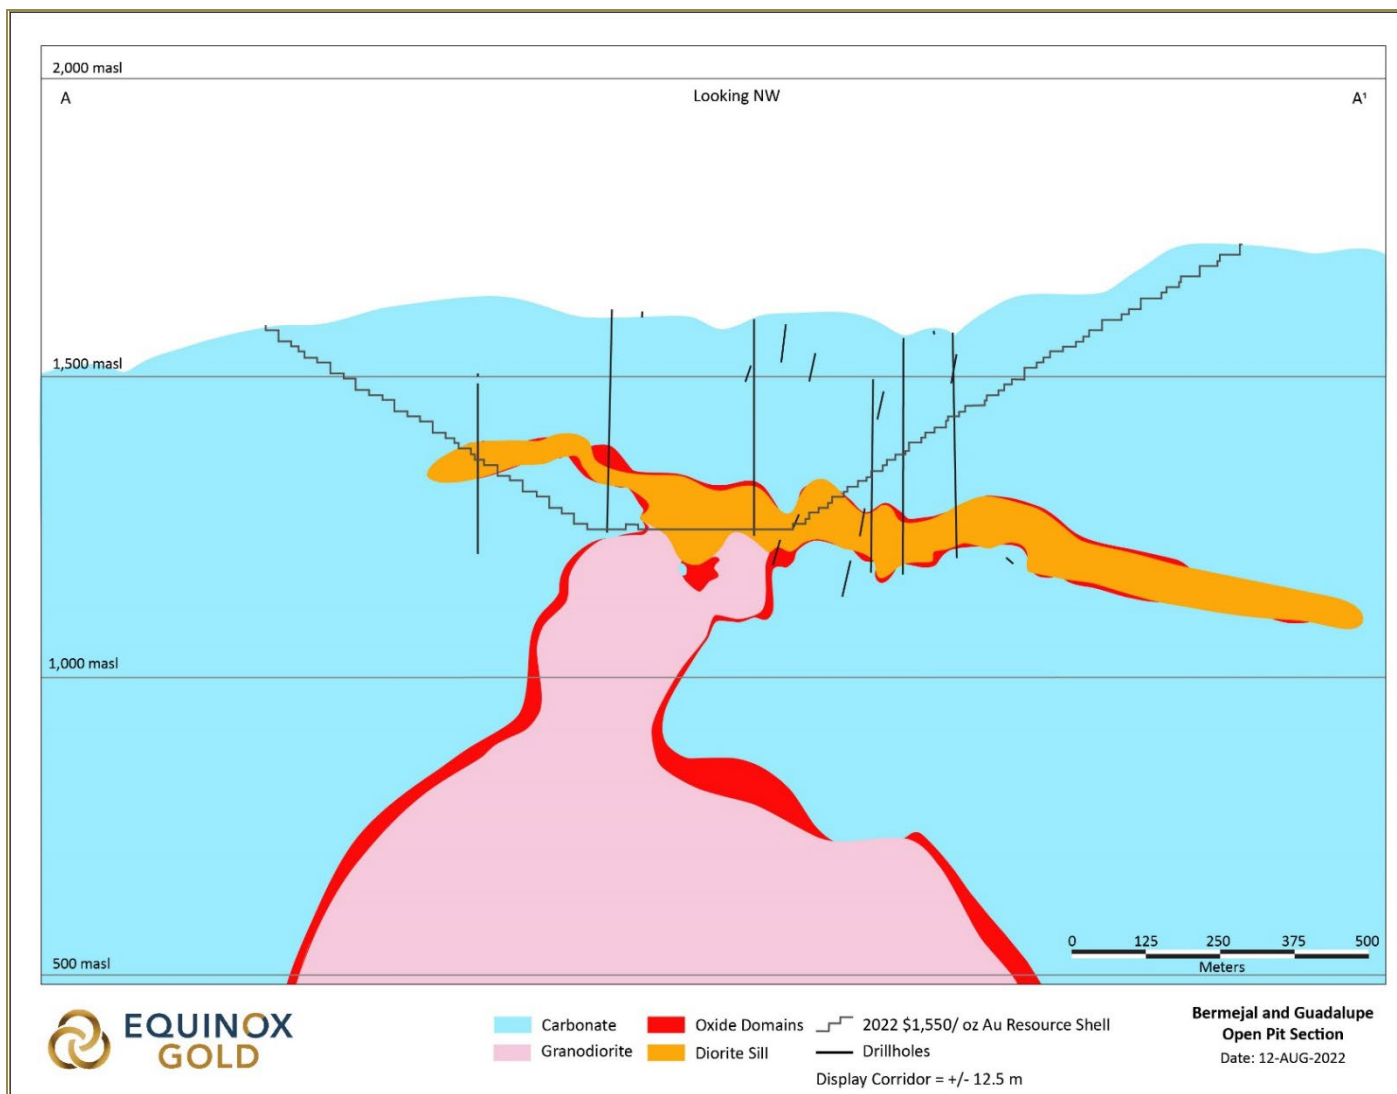 2,000 masl
A
Looking NW
A¹
1,500 masl
1,000 masl
500 masl
0 125 250 375 500
Meters
EQUINOX
GOLD
Carbonate
Granodiorite
Oxide Domains
Diorite Sill
2022 $1,550/ oz Au Resource Shell
Drillholes
Display Corridor = +/- 12.5 m
Bermejal and Guadalupe
Open Pit Section
Date: 12-AUG-2022